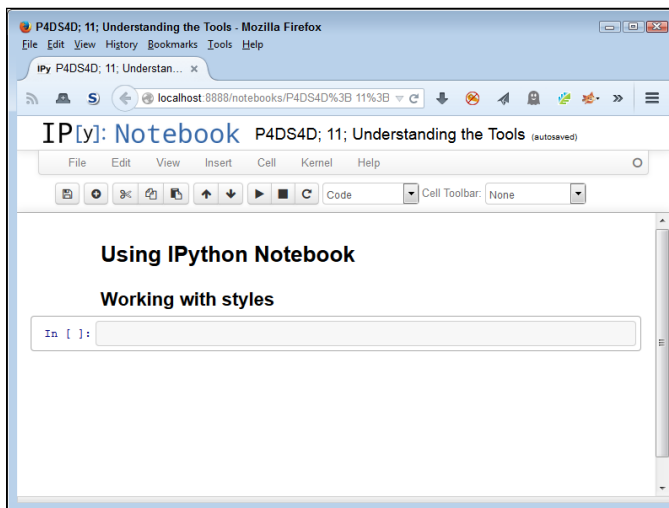 P4DS4D; 11; Understanding the Tools - Mozilla Firefox
File Edit View History Bookmarks Tools Help
IPy P4DS4D; 11; Understan... ×
S) localhost:8888/notebooks/P4DS4D%3B 11%3B
IP[y]: Notebook P4DS4D; 11; Understanding the Tools (autosaved)
File Edit View Insert Cell Kernel Help
Code Cell Toolbar: None
Using IPython Notebook
Working with styles
In [ ]: